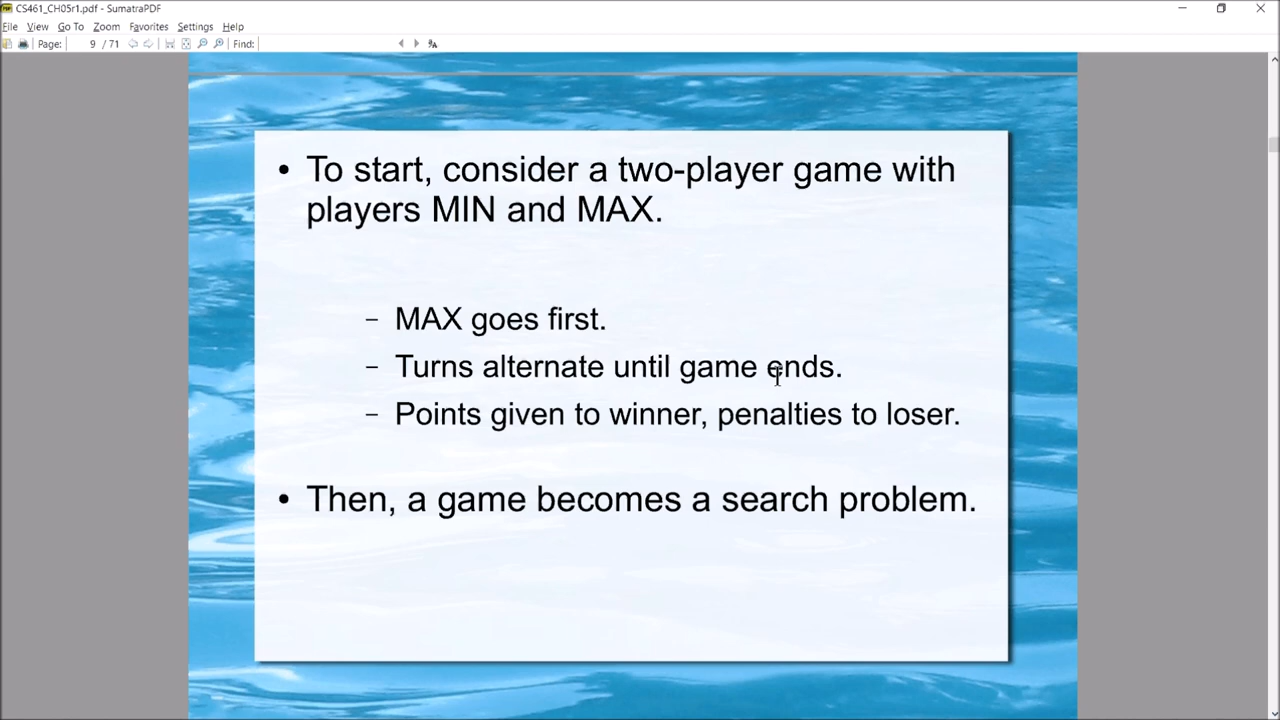 CS461_CH05r1.pdf - SumatraPDF
File View Go To Zoom Favorites Settings Help
Page: 9 / 71 Find:
• To start, consider a two-player game with
players MIN and MAX.
– MAX goes first.
– Turns alternate until game ends.
– Points given to winner, penalties to loser.
• Then, a game becomes a search problem.